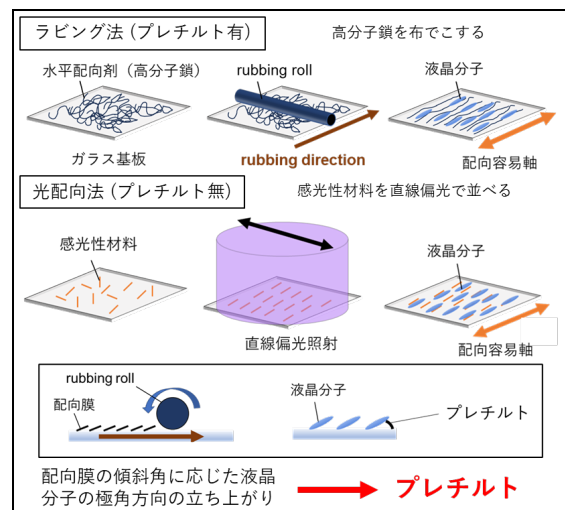 ラビング法 (プレチルト有)
高分子鎖を布でこする
水平配向剤（高分子鎖）
rubbing roll
液晶分子
ガラス基板
rubbing direction
配向容易軸
光配向法 (プレチルト無)
感光性材料を直線偏光で並べる
感光性材料
液晶分子
直線偏光照射
配向容易軸
rubbing roll
配向膜
液晶分子
プレチルト
配向膜の傾斜角に応じた液晶
分子の極角方向の立ち上がり
プレチルト